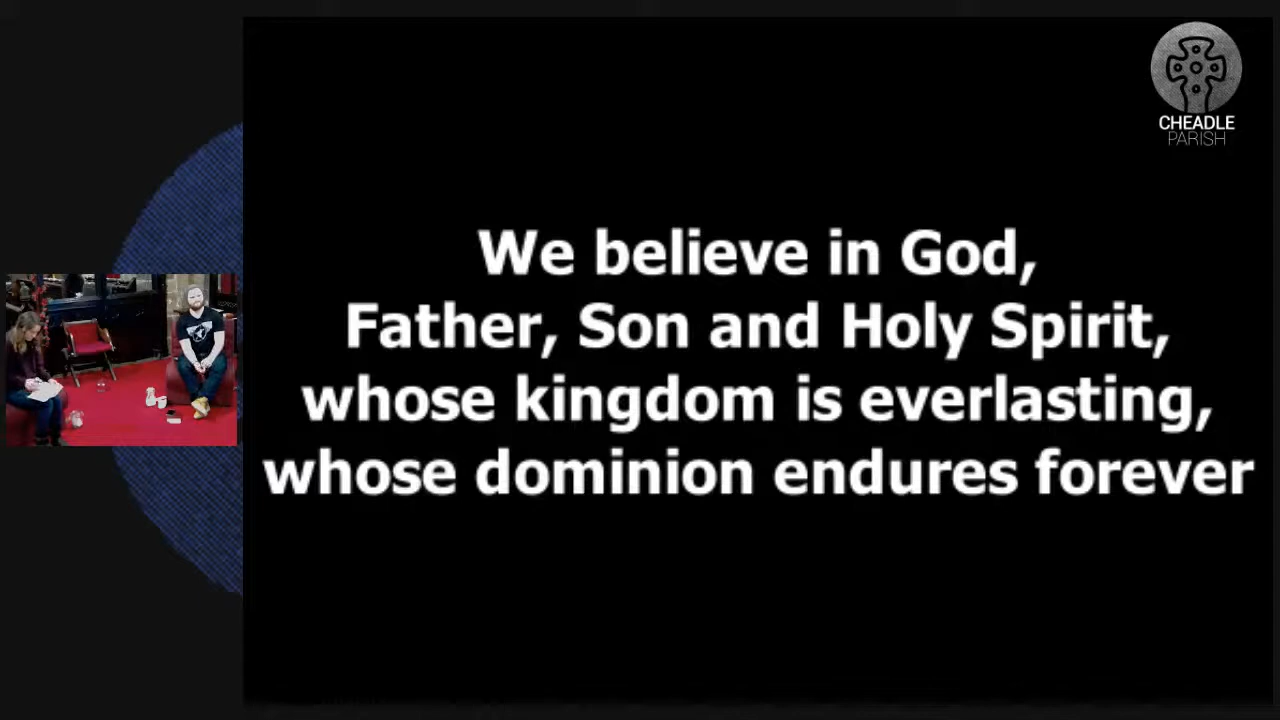 CHEADLE
PARISH
We believe in God,
Father, Son and Holy Spirit,
whose kingdom is everlasting,
whose dominion endures forever